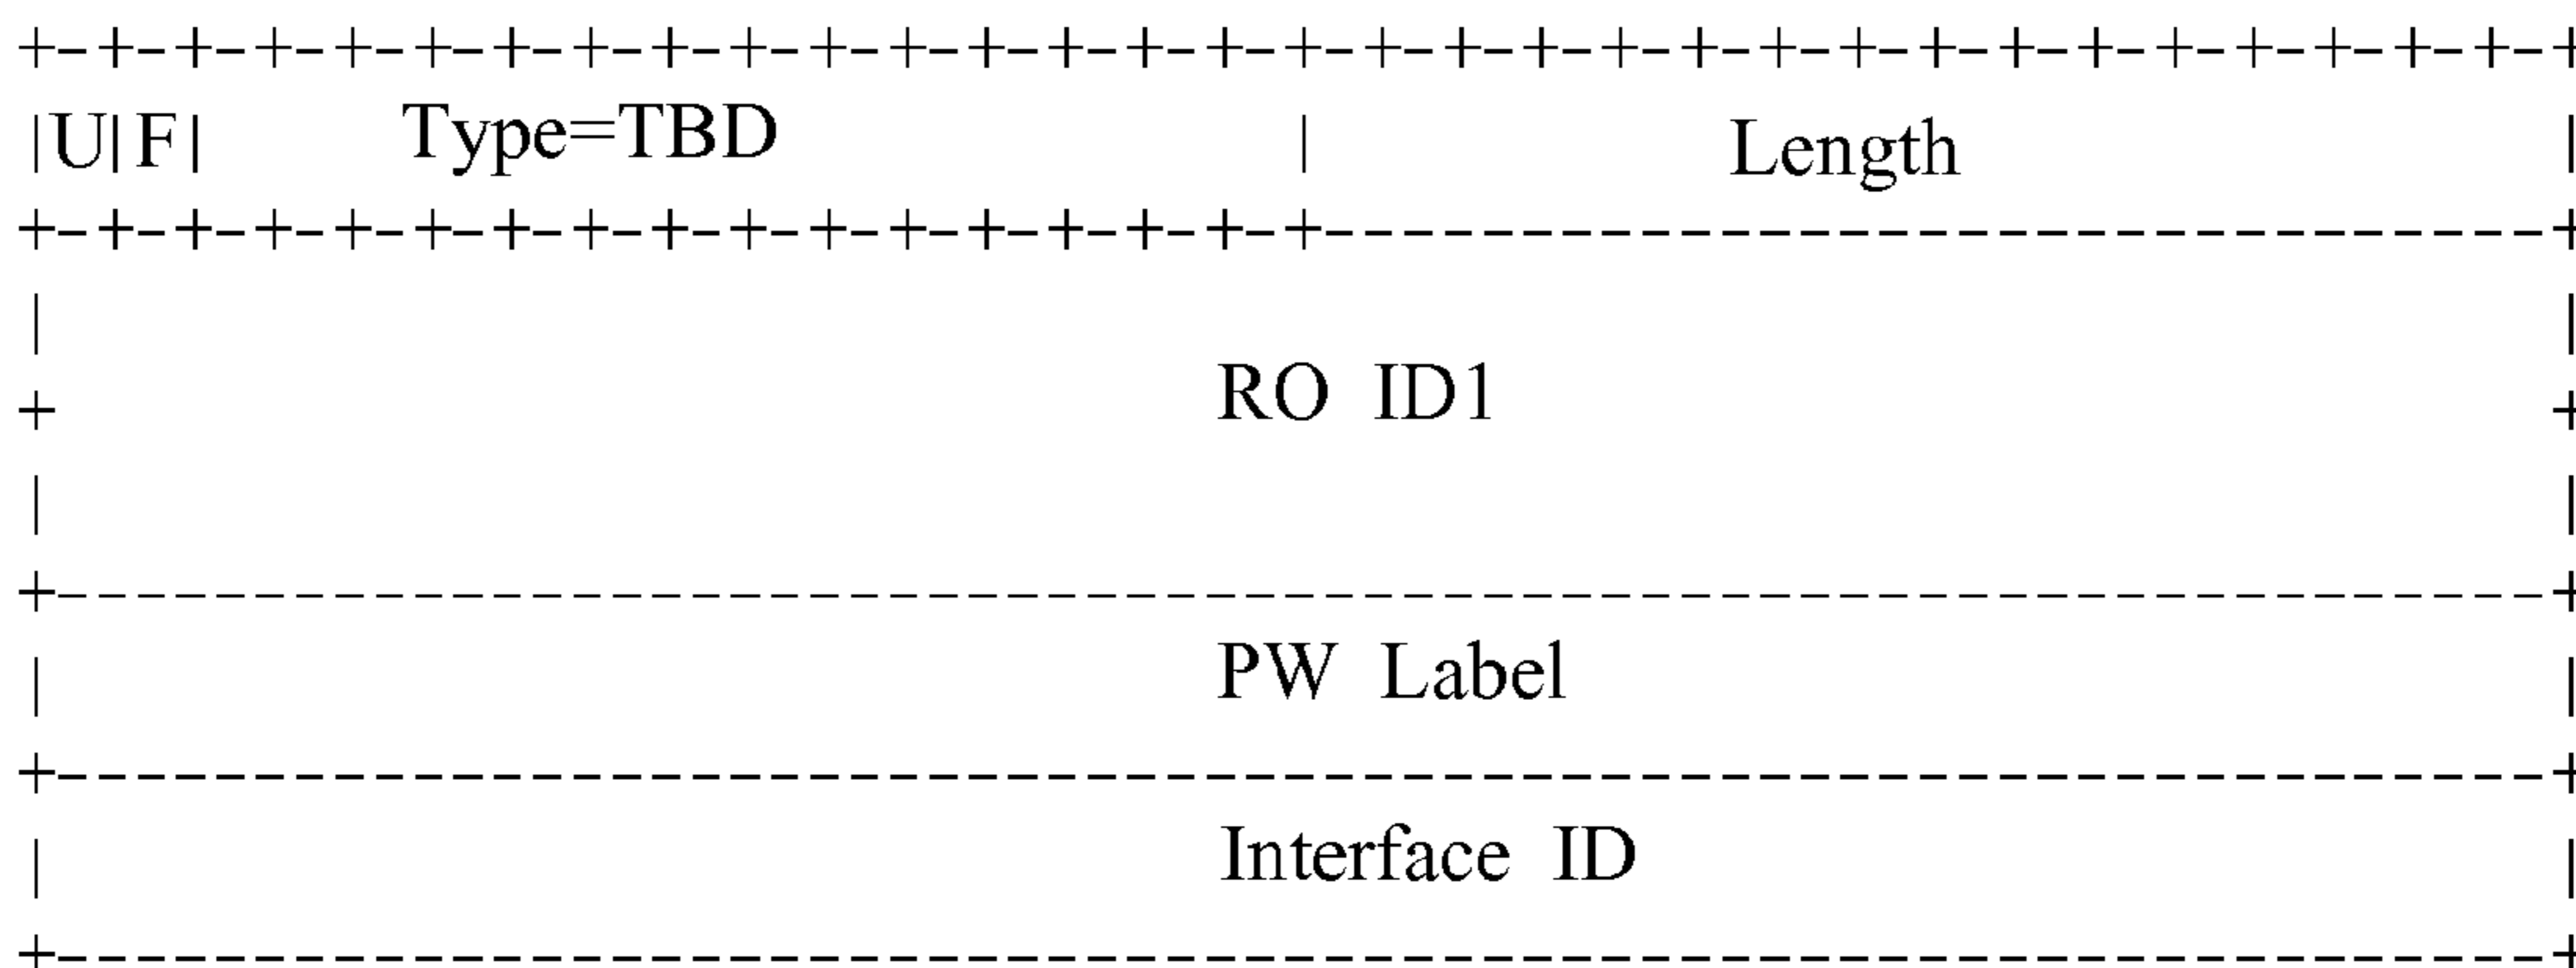 +-+-+-+-+-+-+-+-+-+-+-+-+-+-+-+-+-+-+-+-+-+-+-+-+-+-+-+-+-+-+-+-+
|U|F| Type=TBD | Length |
+-+-+-+-+-+-+-+-+-+-+-+-+-+-+-+-+-------------------------------+
|  |
+ RO ID1 +
|  |
+---------------------------------------------------------------+
| PW Label |
+---------------------------------------------------------------+
| Interface ID |
+---------------------------------------------------------------+